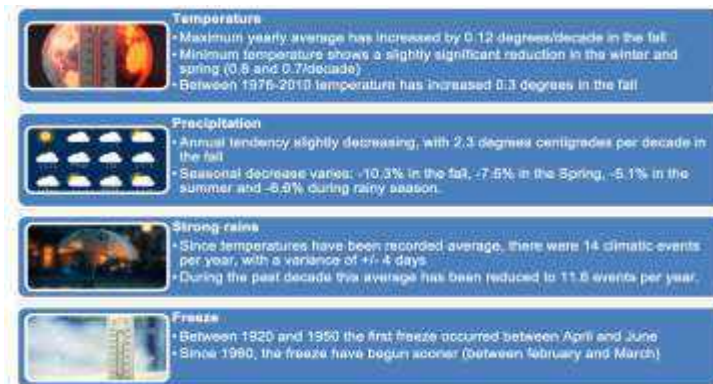 Temperature
• Maximum yearly average has increased by 0.12 degrees/decade in the fall
• Minimum temperature shows a slightly significant reduction in the winter and
spring (0.6 and 0.7/decade)
• Between 1976-2010 temperature has increased 0.3 degrees in the fall
Precipitation
• Annual tendency slightly decreasing, with 2.3 degrees centigrades per decade in
the fall
• Seasonal decrease varies: -10.3% in the fall, -7.6% in the Spring, -5.1% in the
summer and -6.6% during rainy season.
Strong rains
• Since temperatures have been recorded average, there were 14 climatic events
per year, with a variance of +/- 4 days
• During the past decade this average has been reduced to 11.6 events per year.
Freeze
• Between 1920 and 1950 the first freeze occurred between April and June
• Since 1980, the freeze have begun sooner (between february and March)